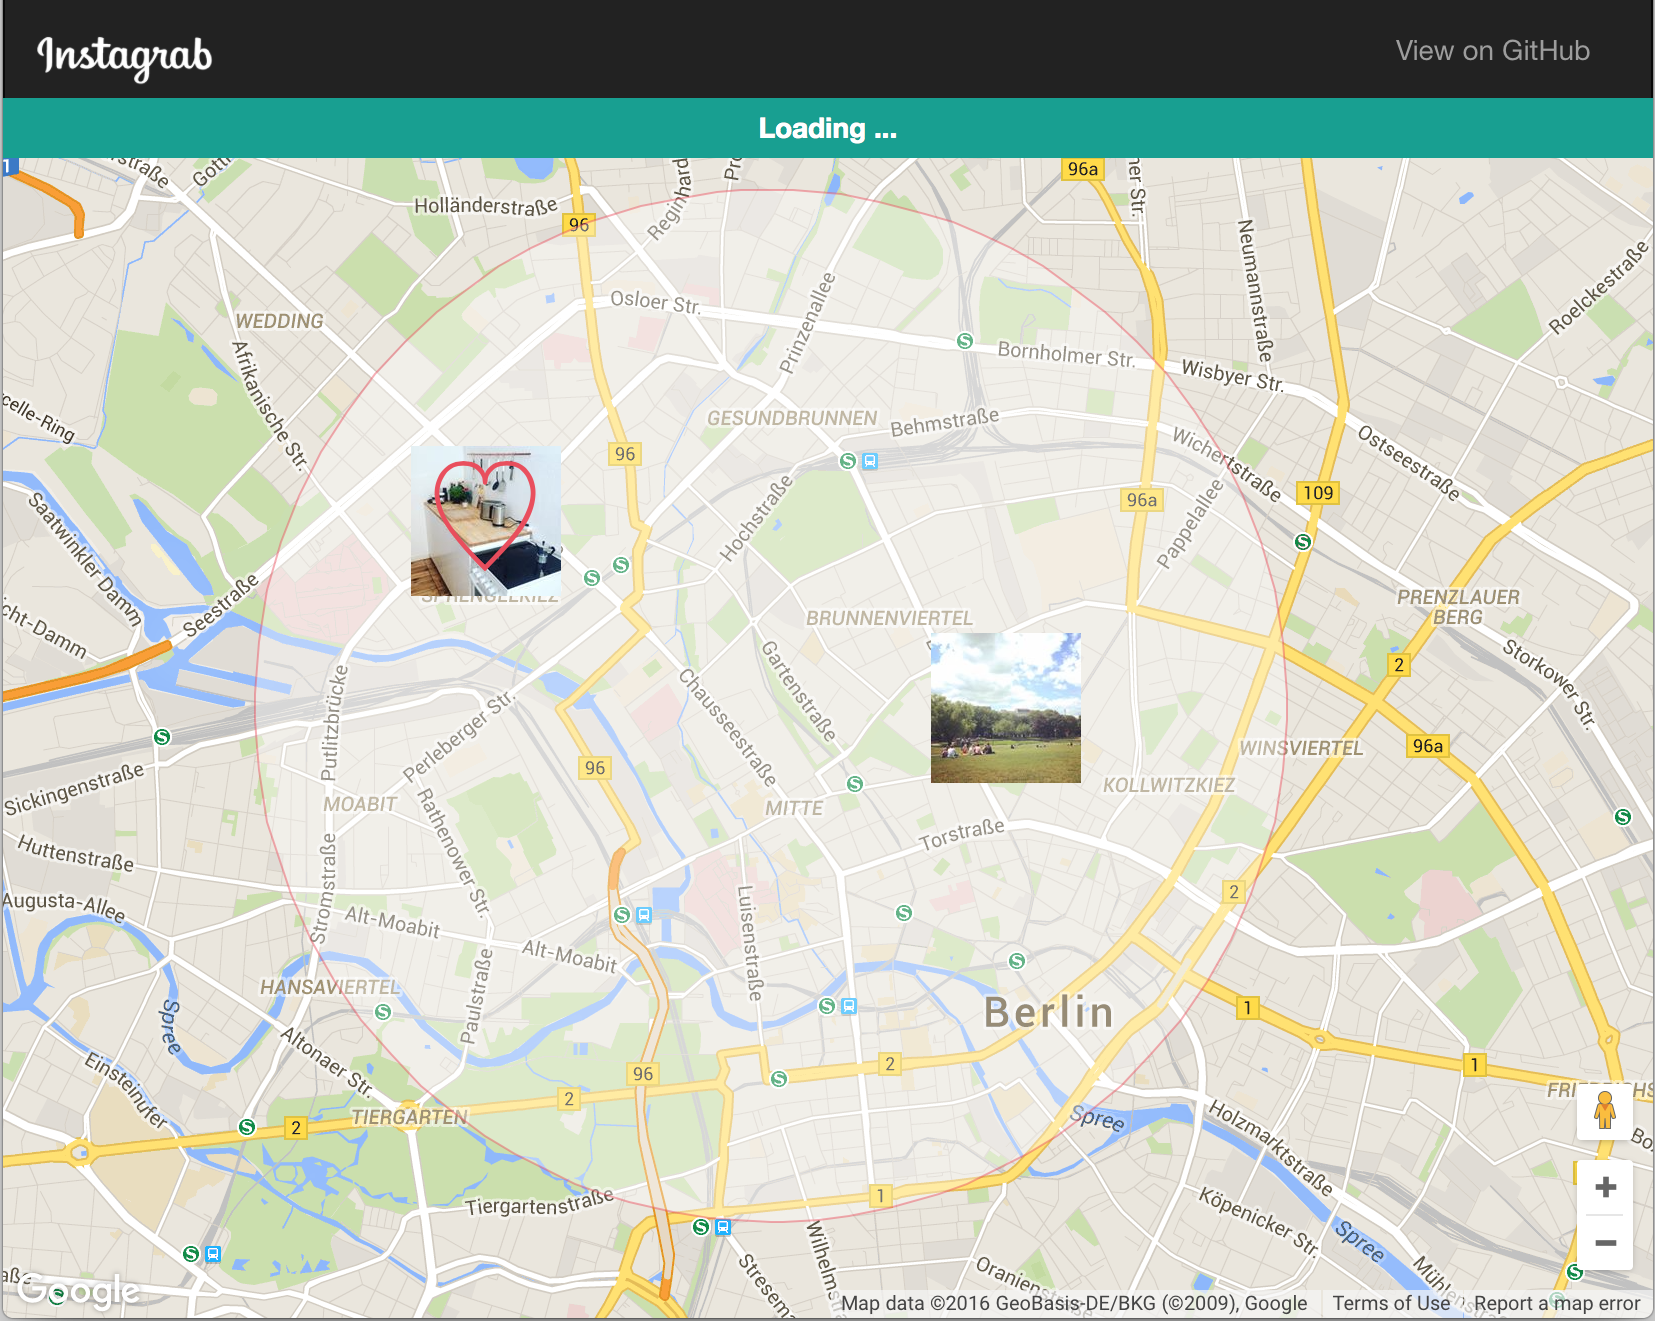 Instagrab
View on GitHub
Loading ...
1
96a
Holländerstraße
96
Neumannstraße
Roelckestraße
Osloer Str.
WEDDING
Prinzenallee
Afrikanische Str.
Bornholmer Str.
Wisbyer Str.
GESUNDBRUNNEN
Behmstraße
Wichertstraße
Ostseestraße
96
S
96a
109
Pappelallee
Hochstraße
Saatwinkler Damm
Seestraße
PRENZLAUER
BERG
BRUNNENVIERTEL
2
Storkower Str.
Gartenstraße
Chausseestraße
Putlitzbrücke
Perleberger Str.
96
WINSVIERTEL
96a
Sickingenstraße
MOABIT
Rathenower Str.
MITTE
KOLLWITZKIEZ
Torstraße
Huttenstraße
Stromstraße
Luisenstraße
2
Augusta-Allee
Alt-Moabit
Alt-Moabit
HANSAVIERTEL
Paulstraße
Spree
Berlin
1
Altonaer Str.
Einsteinufer
96
2
1
2
TIERGARTEN
2
Spree
Holzmarktstraße
Tiergartenstraße
1
Köpenicker Str.
Spree
Google
Map data ©2016 GeoBasis-DE/BKG (©2009), Google
Terms of Use
Report a map error